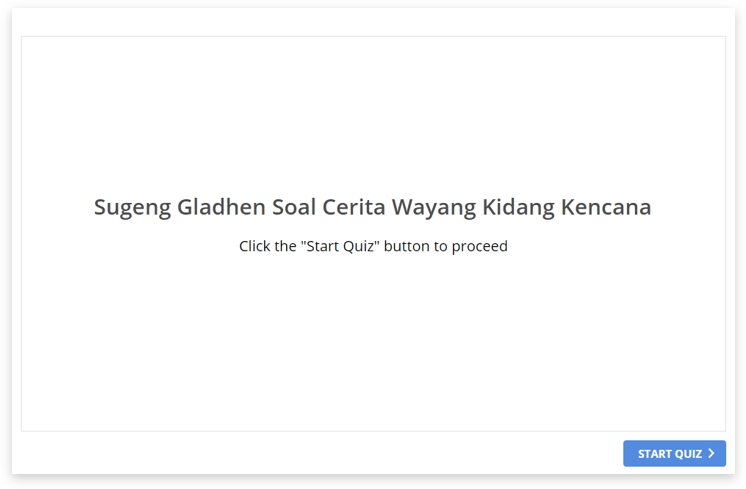 Sugeng Gladhen Soal Cerita Wayang Kidang Kencana
Click the "Start Quiz" button to proceed
START QUIZ